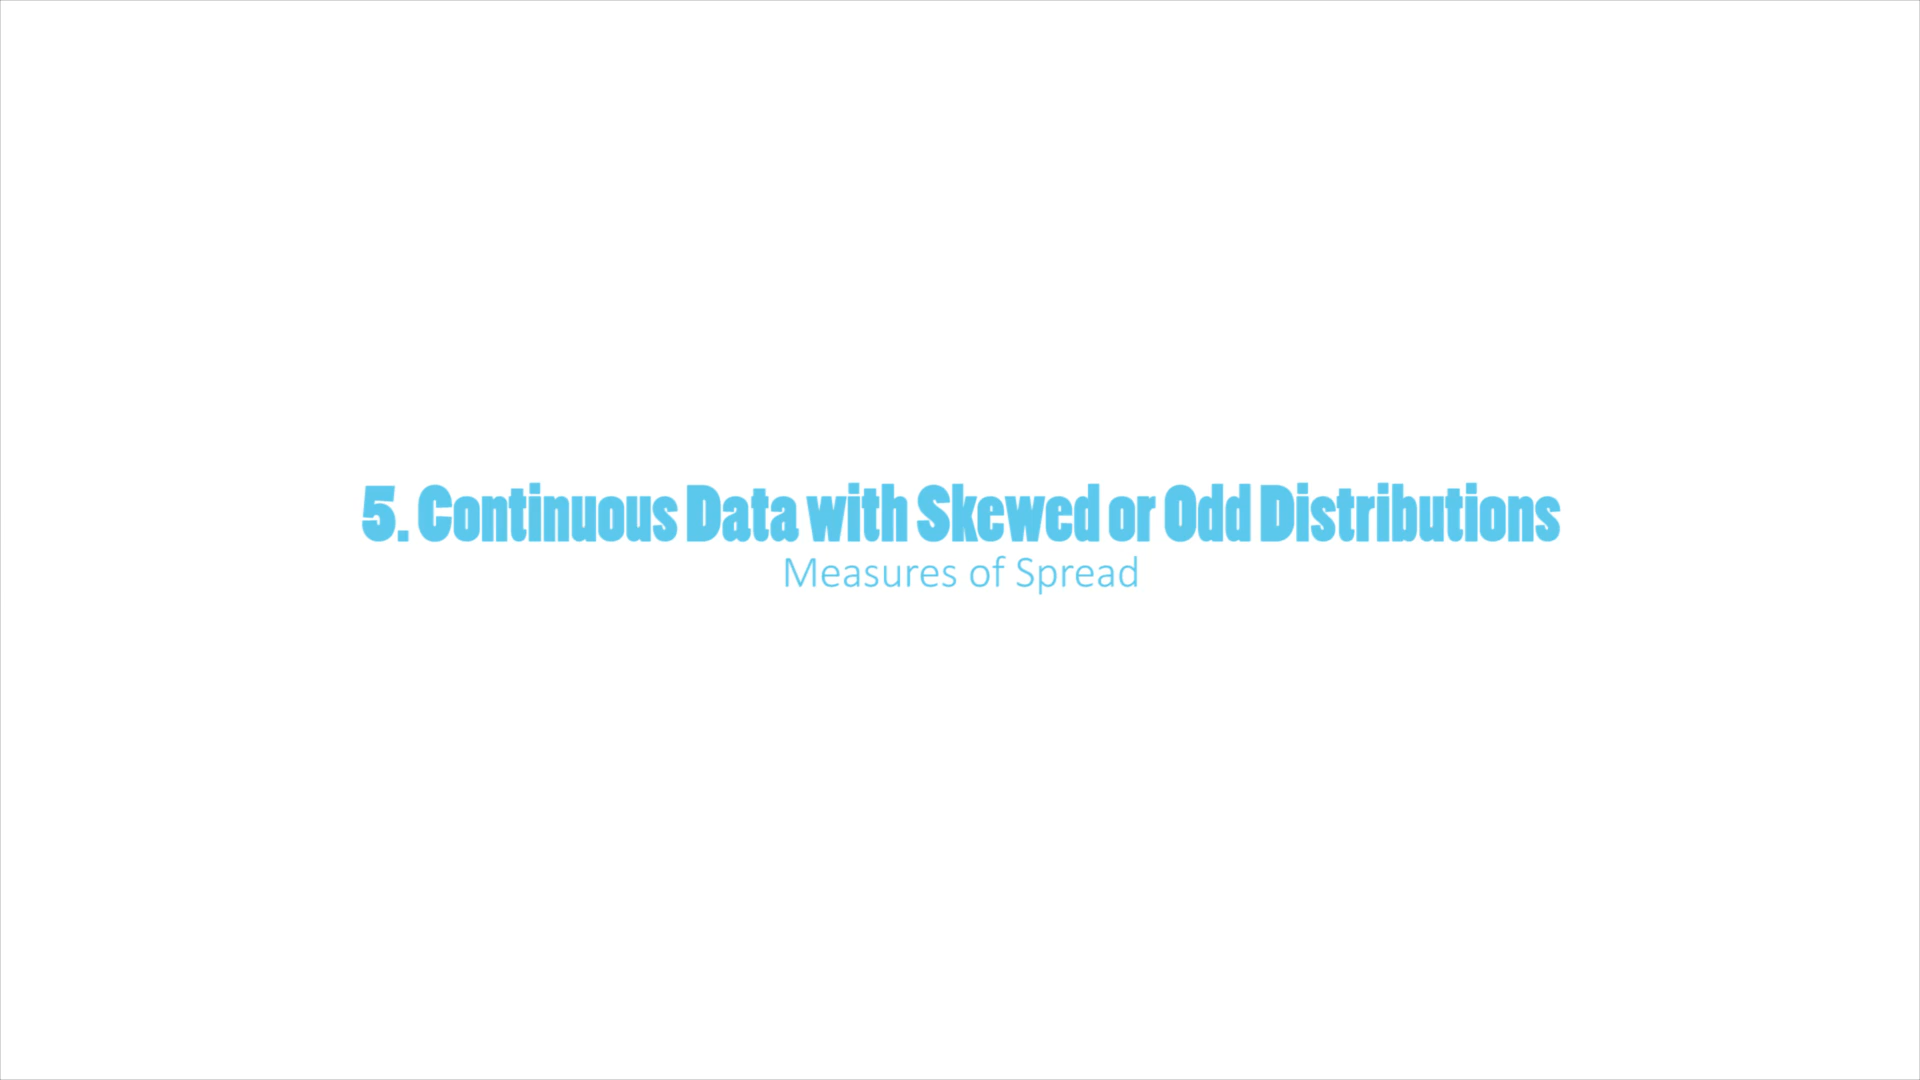 5. Continuous Data with Skewed or Odd Distributions
Measures of Spread